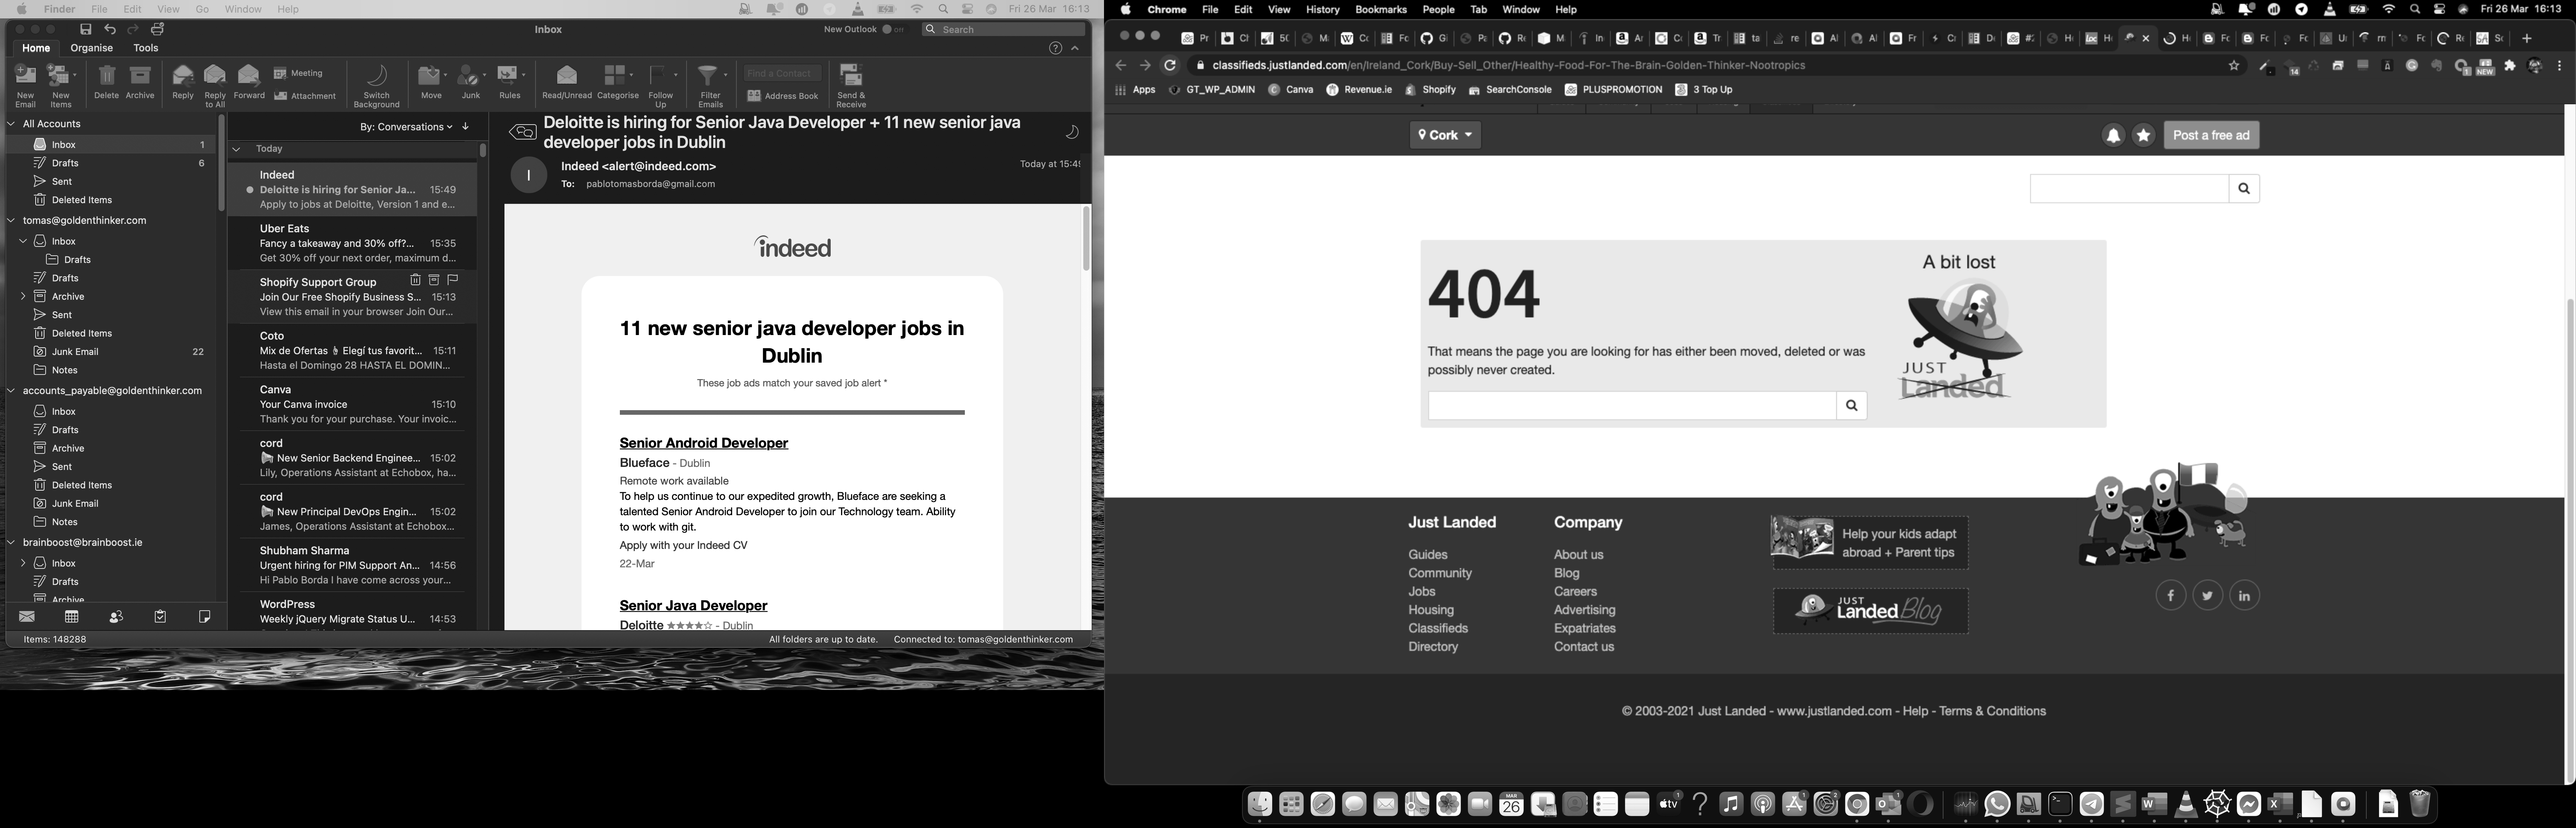 Finder File Edit View Go Window Help
Fri 26 Mar 16:13
Inbox
New Outlook
Search
Home Organise Tools
New Email
New Items
Delete
Archive
Reply
Reply to All
Forward
Meeting
Attachment
Switch Background
Move
Junk
Rules
Read/Unread
Categorise
Follow Up
Filter Emails
Find a Contact
Address Book
Send & Receive
All Accounts
Inbox 1
Drafts 6
Sent
Deleted Items
tomas@goldenthinker.com
Inbox
Drafts
Drafts
Archive
Sent
Deleted Items
Junk Email 22
Notes
accounts_payable@goldenthinker.com
Inbox
Drafts
Archive
Sent
Deleted Items
Junk Email
Notes
brainboost@brainboost.ie
Inbox
Drafts
Archive
Items: 148288
By: Conversations
Today
Indeed
Deloitte is hiring for Senior Ja... 15:49
Apply to jobs at Deloitte, Version 1 and e...
Uber Eats
Fancy a takeaway and 30% off?... 15:35
Get 30% off your next order, maximum d...
Shopify Support Group
Join Our Free Shopify Business S... 15:13
View this email in your browser Join Our...
Coto
Mix de Ofertas Elegí tus favorit... 15:11
Hasta el Domingo 28 HASTA EL DOMIN...
Canva
Your Canva invoice 15:10
Thank you for your purchase. Your invoic...
cord
New Senior Backend Enginee... 15:02
Lily, Operations Assistant at Echobox, ha...
cord
New Principal DevOps Engin... 15:02
James, Operations Assistant at Echobox...
Shubham Sharma
Urgent hiring for PIM Support An... 14:56
Hi Pablo Borda I have come across your...
WordPress
Weekly jQuery Migrate Status U... 14:53
Deloitte is hiring for Senior Java Developer + 11 new senior java
developer jobs in Dublin
I
Indeed <alert@indeed.com>
Today at 15:49
To: pablotomasborda@gmail.com
indeed
11 new senior java developer jobs in
Dublin
These job ads match your saved job alert *
Senior Android Developer
Blueface - Dublin
Remote work available
To help us continue to our expedited growth, Blueface are seeking a
talented Senior Android Developer to join our Technology team. Ability
to work with git.
Apply with your Indeed CV
22-Mar
Senior Java Developer
Deloitte ★★★★☆ - Dublin
All folders are up to date. Connected to: tomas@goldenthinker.com
Chrome File Edit View History Bookmarks People Tab Window Help
Fri 26 Mar 16:13
classifieds.justlanded.com/en/Ireland_Cork/Buy-Sell_Other/Healthy-Food-For-The-Brain-Golden-Thinker-Nootropics
14
NEW
Apps GT_WP_ADMIN Canva Revenue.ie Shopify SearchConsole PLUSPROMOTION 3 Top Up
Cork
Post a free ad
404
A bit lost
That means the page you are looking for has either been moved, deleted or was
possibly never created.
JUST
Landed
Just Landed
Guides
Community
Jobs
Housing
Classifieds
Directory
Company
About us
Blog
Careers
Advertising
Expatriates
Contact us
Help your kids adapt
abroad + Parent tips
JUST
Landed Blog
© 2003-2021 Just Landed - www.justlanded.com - Help - Terms & Conditions
MAR
26
tv